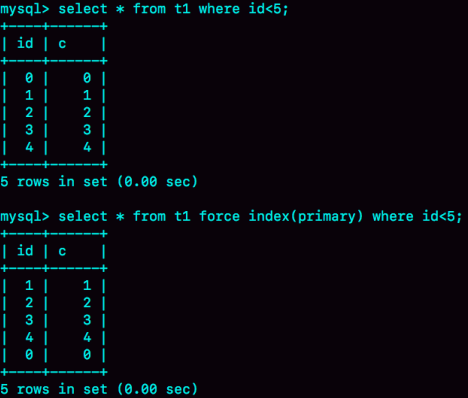 mysql> select * from t1 where id<5;
+----+------+
| id | c    |
+----+------+
|  0 |    0 |
|  1 |    1 |
|  2 |    2 |
|  3 |    3 |
|  4 |    4 |
+----+------+
5 rows in set (0.00 sec)
mysql> select * from t1 force index(primary) where id<5;
+----+------+
| id | c    |
+----+------+
|  1 |    1 |
|  2 |    2 |
|  3 |    3 |
|  4 |    4 |
|  0 |    0 |
+----+------+
5 rows in set (0.00 sec)